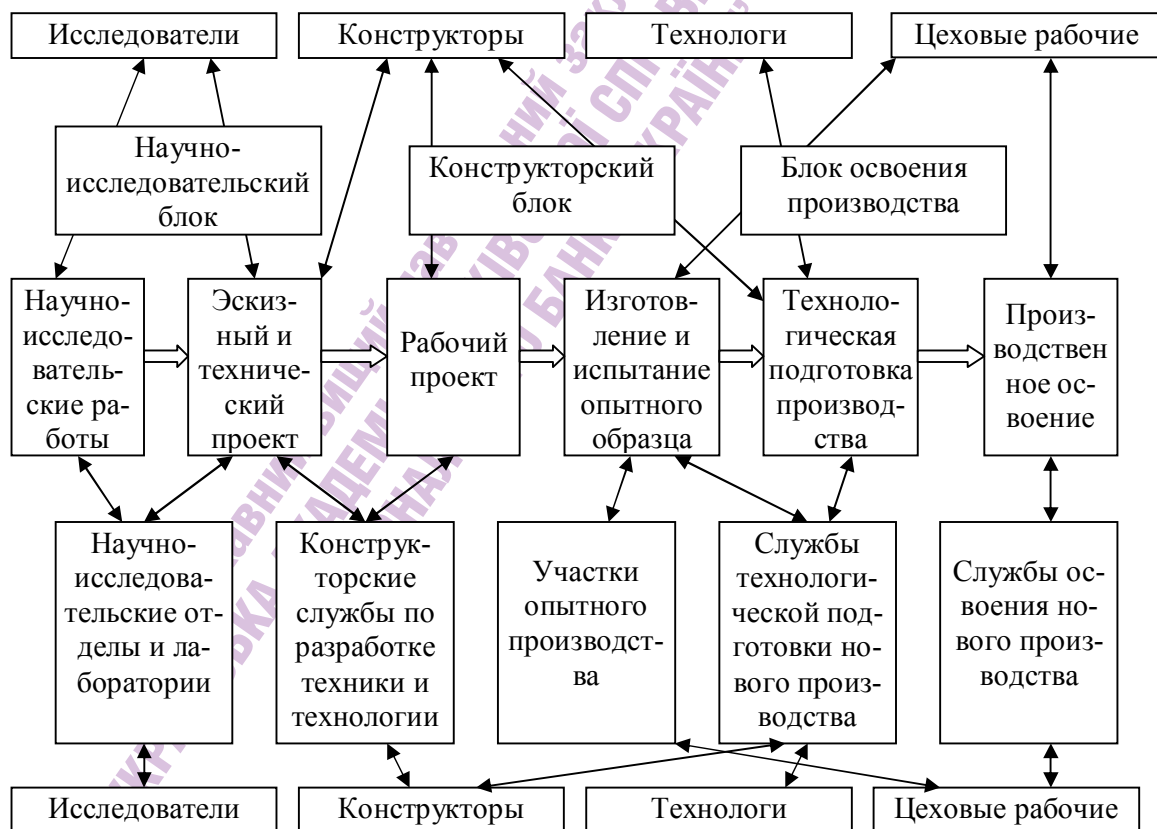 Исследователи
Конструкторы
Технологи
Цеховые рабочие
Научно-
исследовательский
блок
Конструкторский
блок
Блок освоения
производства
Научно-
исследо-
ватель-
ские ра-
боты
Эскиз-
ный и
техниче-
ский
проект
Рабочий
проект
Изготов-
ление и
испытание
опытного
образца
Техноло-
гическая
подготовка
производ-
ства
Произ-
водствен
ное ос-
воение
Научно-
исследова-
тельские от-
делы и ла-
боратории
Конструк-
торские
службы по
разработке
техники и
технологии
Участки
опытного
производст-
ва
Службы
технологи-
ческой под-
готовки но-
вого произ-
водства
Службы ос-
воения но-
вого произ-
водства
Исследователи
Конструкторы
Технологи
Цеховые рабочие